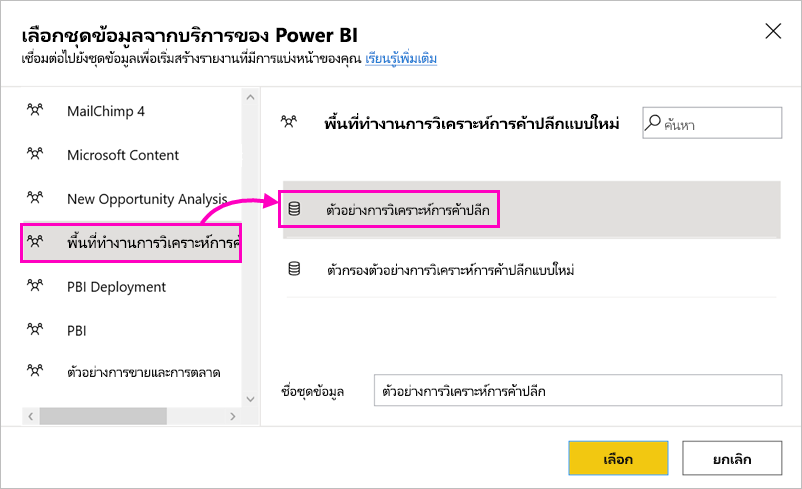 เลือกชุดข้อมูลจากบริการของ Power BI
เชื่อมต่อไปยังชุดข้อมูลเพื่อเริ่มสร้างรายงานที่มีการแบ่งหน้าของคุณ เรียนรู้เพิ่มเติม
MailChimp 4
Microsoft Content
New Opportunity Analysis
พื้นที่ทำงานการวิเคราะห์การค้
PBI Deployment
PBI
ตัวอย่างการขายและการตลาด
พื้นที่ทำงานการวิเคราะห์การค้าปลีกแบบใหม่
ค้นหา
ตัวอย่างการวิเคราะห์การค้าปลีก
ตัวกรองตัวอย่างการวิเคราะห์การค้าปลีกแบบใหม่
ชื่อชุดข้อมูล ตัวอย่างการวิเคราะห์การค้าปลีก
เลือก ยกเลิก